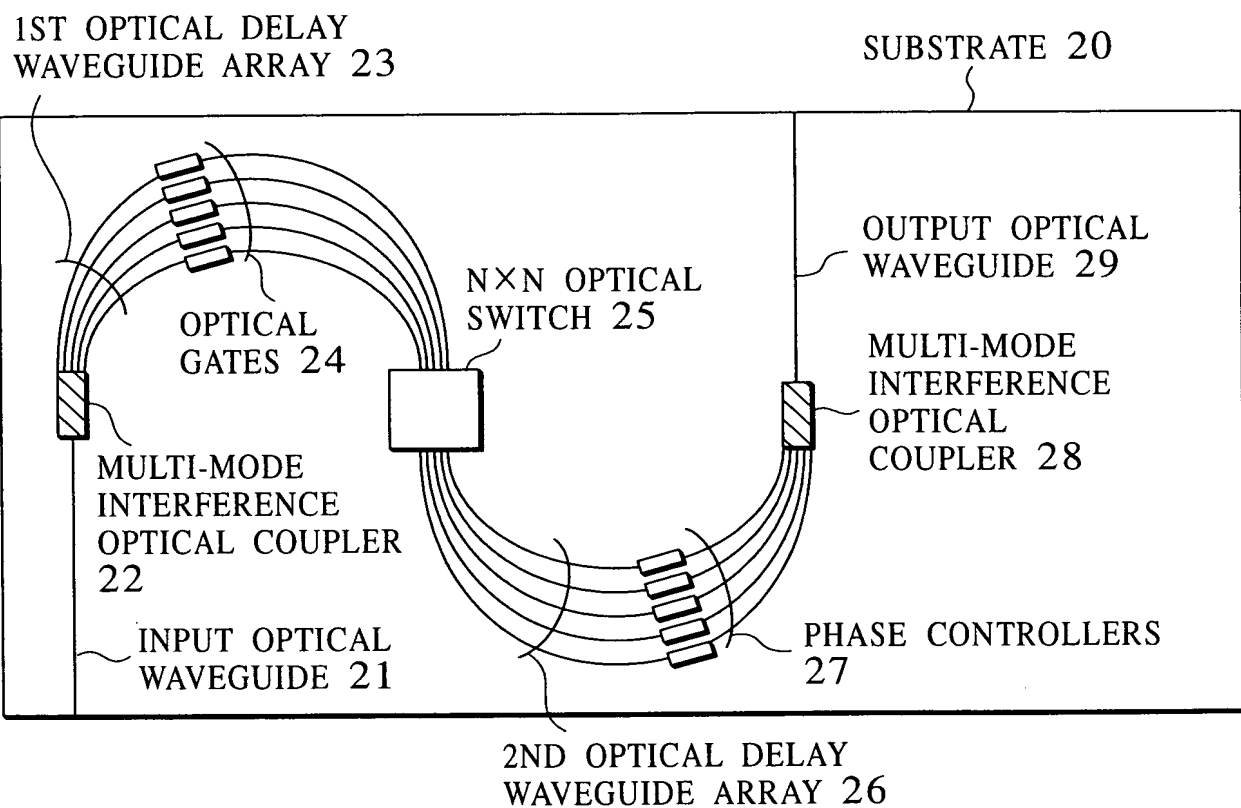 1ST OPTICAL DELAY
WAVEGUIDE ARRAY 23
SUBSTRATE 20
OUTPUT OPTICAL
WAVEGUIDE 29
N×N OPTICAL
SWITCH 25
OPTICAL
GATES 24
MULTI-MODE
INTERFERENCE
OPTICAL
COUPLER 28
MULTI-MODE
INTERFERENCE
OPTICAL COUPLER
22
INPUT OPTICAL
WAVEGUIDE 21
PHASE CONTROLLERS
27
2ND OPTICAL DELAY
WAVEGUIDE ARRAY 26